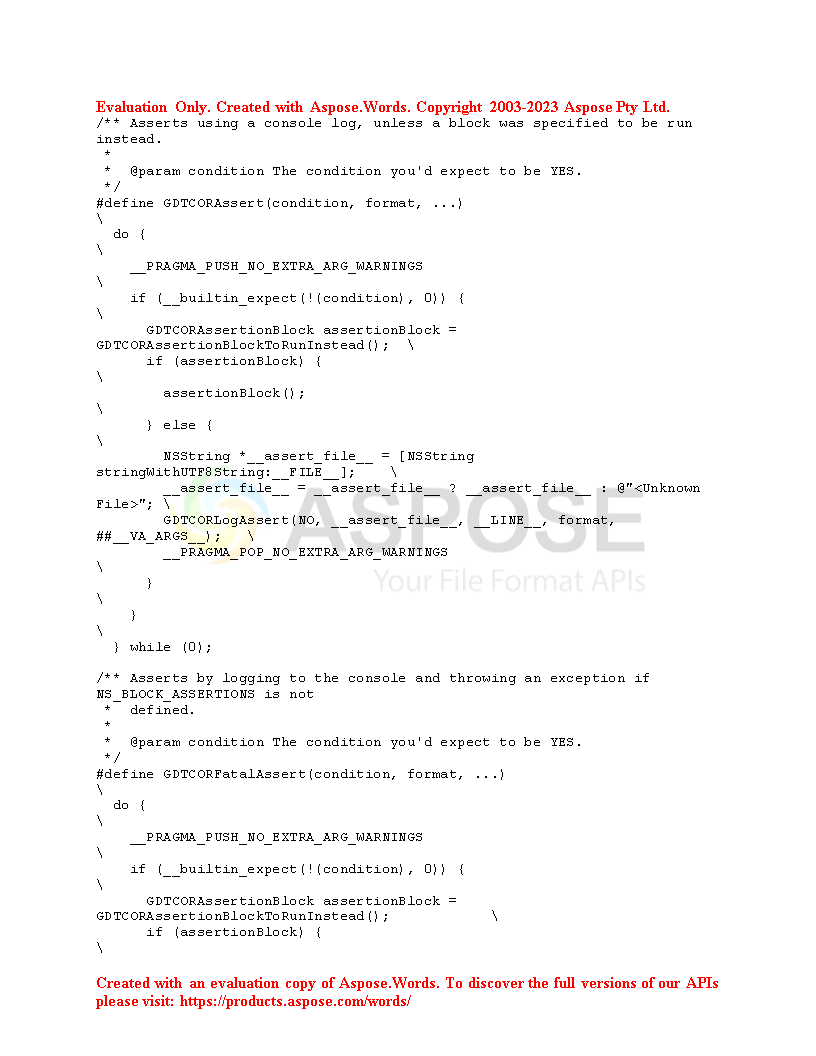 Evaluation Only. Created with Aspose.Words. Copyright 2003-2023 Aspose Pty Ltd.
/** Asserts using a console log, unless a block was specified to be run
instead.
 *
 *  @param condition The condition you'd expect to be YES.
 */
#define GDTCORAssert(condition, format, ...)
\
  do {
\
    __PRAGMA_PUSH_NO_EXTRA_ARG_WARNINGS
\
    if (__builtin_expect(!(condition), 0)) {
\
      GDTCORAssertionBlock assertionBlock =
GDTCORAssertionBlockToRunInstead();  \
      if (assertionBlock) {
\
        assertionBlock();
\
      } else {
\
        NSString *__assert_file__ = [NSString
stringWithUTF8String:__FILE__];    \
        __assert_file__ = __assert_file__ ? __assert_file__ : @"<Unknown
File>"; \
        GDTCORLogAssert(NO, __assert_file__, __LINE__, format,
##__VA_ARGS__);   \
        __PRAGMA_POP_NO_EXTRA_ARG_WARNINGS
\
      }
\
    }
\
  } while (0);
ASPOSE
Your File Format APIs

/** Asserts by logging to the console and throwing an exception if
NS_BLOCK_ASSERTIONS is not
 *  defined.
 *
 *  @param condition The condition you'd expect to be YES.
 */
#define GDTCORFatalAssert(condition, format, ...)
\
  do {
\
    __PRAGMA_PUSH_NO_EXTRA_ARG_WARNINGS
\
    if (__builtin_expect(!(condition), 0)) {
\
      GDTCORAssertionBlock assertionBlock =
GDTCORAssertionBlockToRunInstead();            \
      if (assertionBlock) {
\
Created with an evaluation copy of Aspose.Words. To discover the full versions of our APIs
please visit: https://products.aspose.com/words/